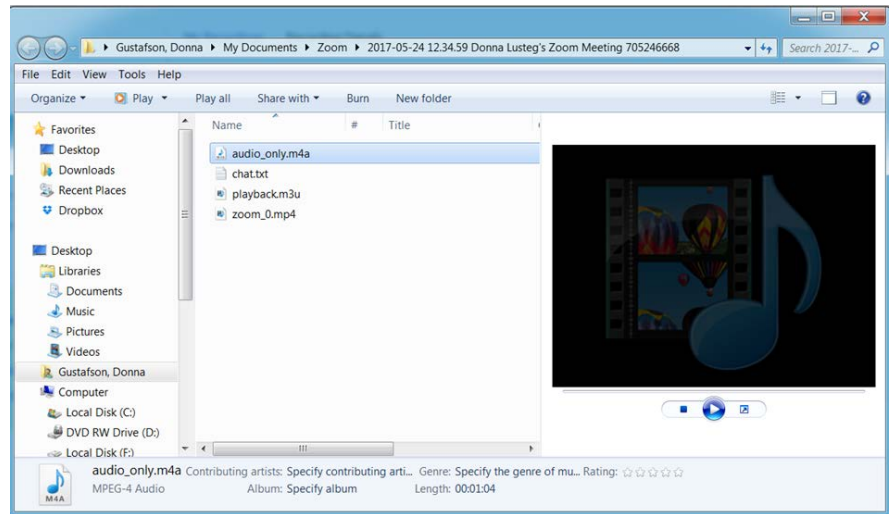 Gustafson, Donna ▸ My Documents ▸ Zoom ▸ 2017-05-24 12.34.59 Donna Lusteg's Zoom Meeting 705246668
Search 2017-...
File Edit View Tools Help
Organize Play Play all Share with Burn New folder
Favorites
Desktop
Downloads
Recent Places
Dropbox
Desktop
Libraries
Documents
Music
Pictures
Videos
Gustafson, Donna
Computer
Local Disk (C:)
DVD RW Drive (D:)
Local Disk (F:)
Name # Title
audio_only.m4a
chat.txt
playback.m3u
zoom_0.mp4
audio_only.m4a Contributing artists: Specify contributing arti... Genre: Specify the genre of mu... Rating:
MPEG-4 Audio Album: Specify album Length: 00:01:04
M4A